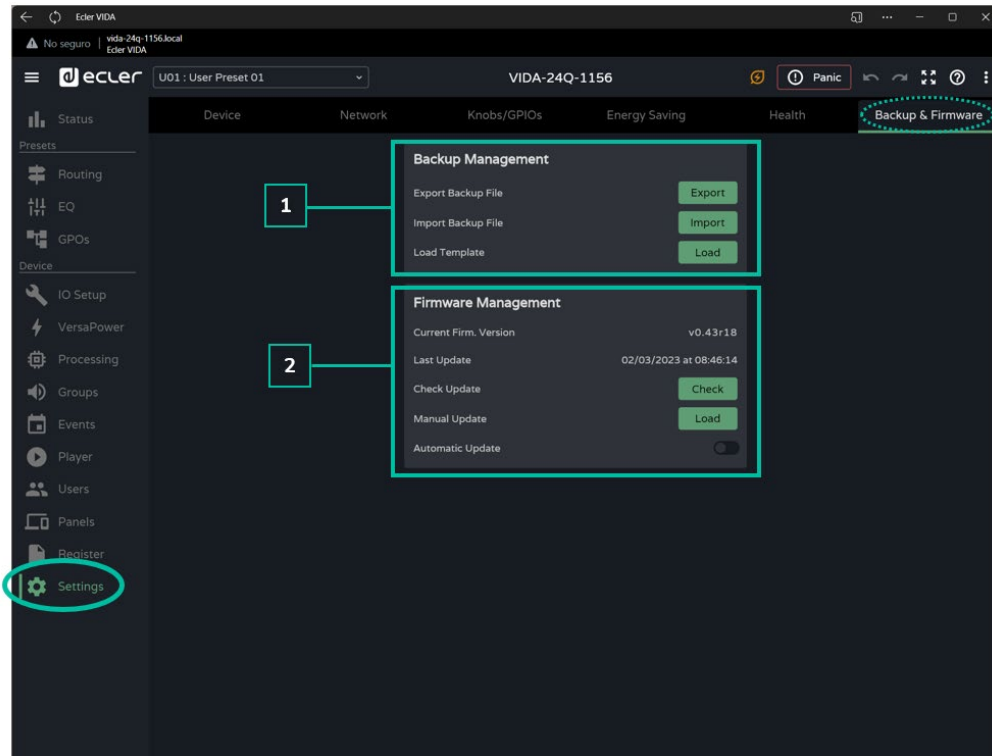 Ecler VIDA
No seguro | vida-24q-1156.local
Ecler VIDA
ecler
U01 : User Preset 01
VIDA-24Q-1156
Panic
Device
Network
Knobs/GPIOs
Energy Saving
Health
Backup & Firmware
Status
Presets
Routing
EQ
GPOs
Device
IO Setup
VersaPower
Processing
Groups
Events
Player
Users
Panels
Register
Settings
1
Backup Management
Export Backup File Export
Import Backup File Import
Load Template Load
2
Firmware Management
Current Firm. Version v0.43r18
Last Update 02/03/2023 at 08:46:14
Check Update Check
Manual Update Load
Automatic Update